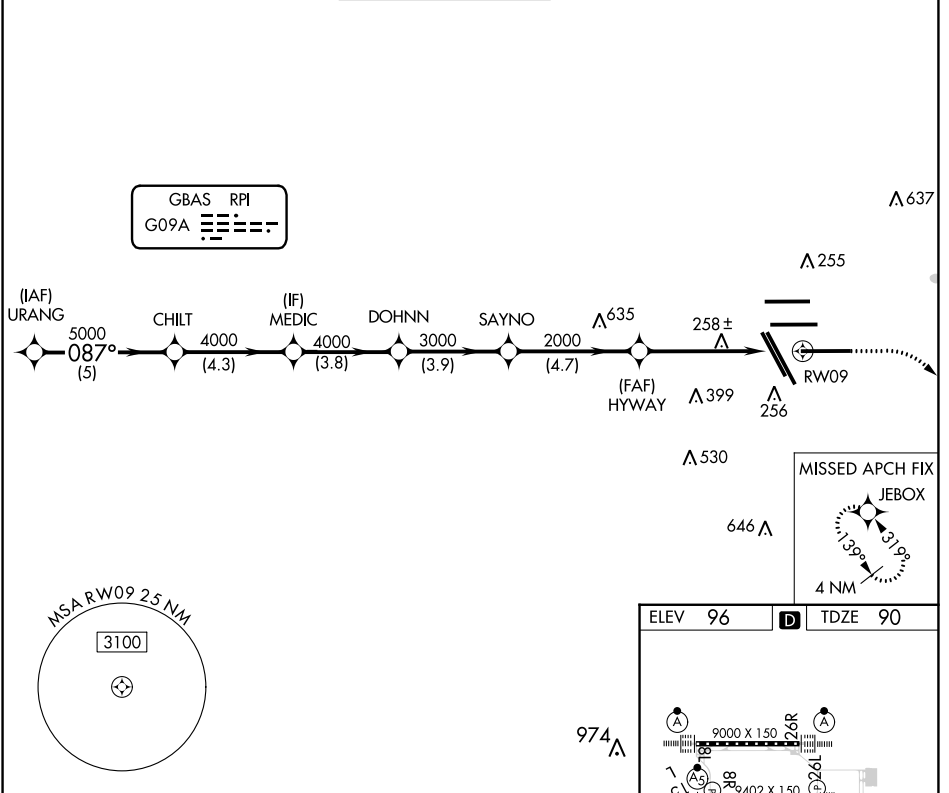 GBAS RPI
G09A
637
255
(IAF)
URANG
5000
087°
(5)
CHILT
4000
(4.3)
(IF)
MEDIC
4000
(3.8)
DOHNN
3000
(3.9)
SAYNO
2000
(4.7)
635
(FAF)
HYWAY
258 ±
RW09
399
256
530
646
MISSED APCH FIX
JEBOX
139°
319°
4 NM
MSA RW09 25 NM
3100
ELEV 96
D
TDZE 90
974
A
A
9000 X 150
26R
8L
A5
8R
9402 X 150
26L
P
P